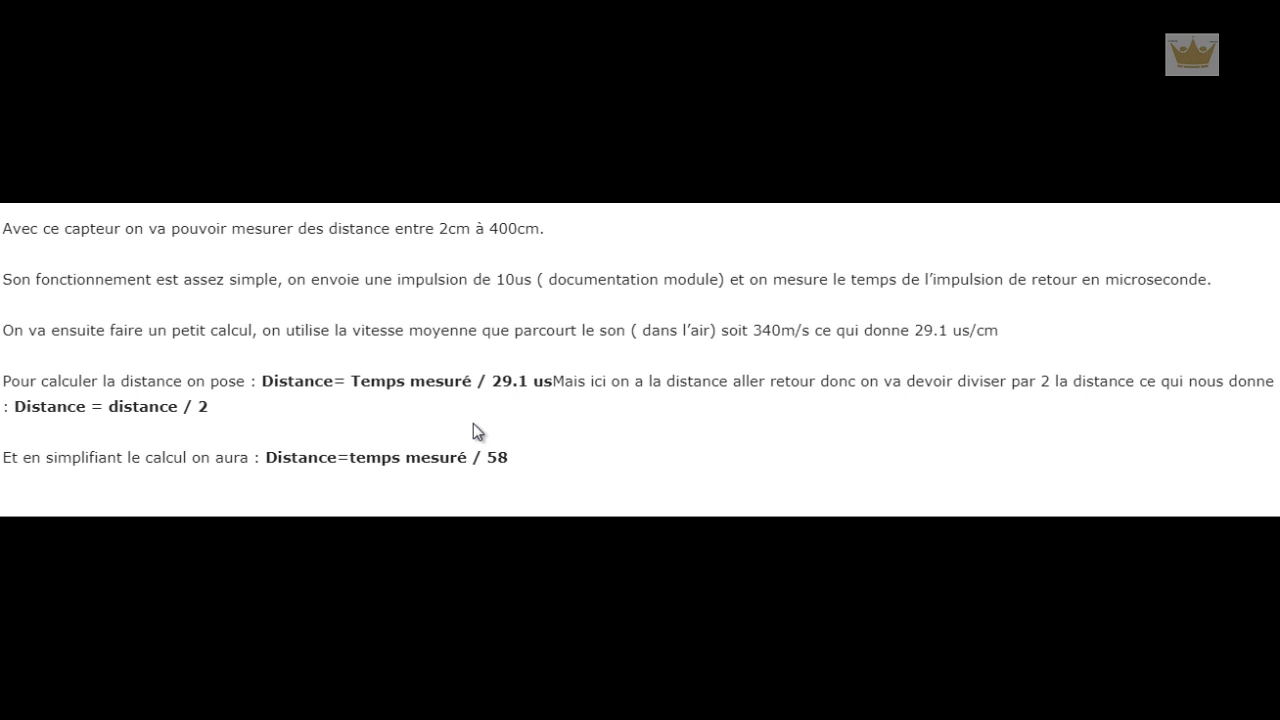 Avec ce capteur on va pouvoir mesurer des distance entre 2cm à 400cm.
Son fonctionnement est assez simple, on envoie une impulsion de 10us ( documentation module) et on mesure le temps de l’impulsion de retour en microseconde.
On va ensuite faire un petit calcul, on utilise la vitesse moyenne que parcourt le son ( dans l’air) soit 340m/s ce qui donne 29.1 us/cm
Pour calculer la distance on pose : Distance= Temps mesuré / 29.1 usMais ici on a la distance aller retour donc on va devoir diviser par 2 la distance ce qui nous donne
: Distance = distance / 2
Et en simplifiant le calcul on aura : Distance=temps mesuré / 58